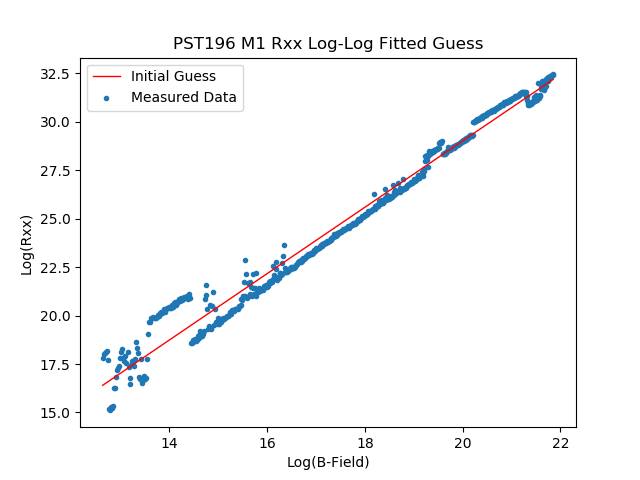 PST196 M1 Rxx Log-Log Fitted Guess
Initial Guess
Measured Data
32.5
30.0
27.5
25.0
22.5
20.0
17.5
15.0
Log(Rxx)
14 16 18 20 22
Log(B-Field)